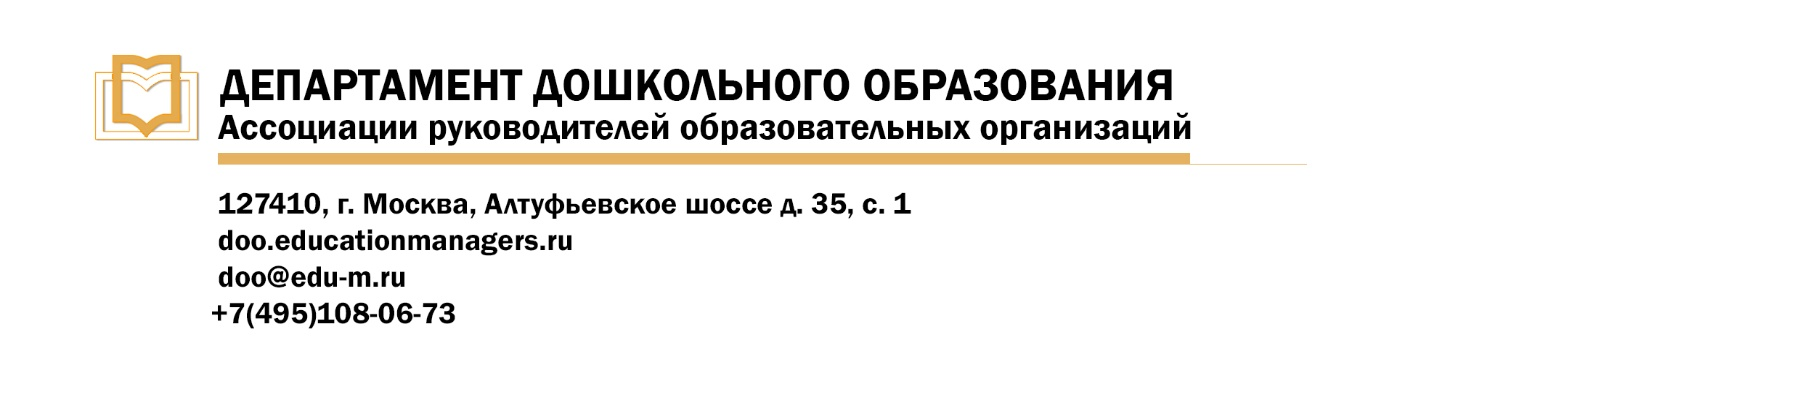 ДЕПАРТАМЕНТ ДОШКОЛЬНОГО ОБРАЗОВАНИЯ
Ассоциации руководителей образовательных организаций
127410, г. Москва, Алтуфьевское шоссе д. 35, с. 1
doo.educationmanagers.ru
doo@edu-m.ru
+7(495)108-06-73